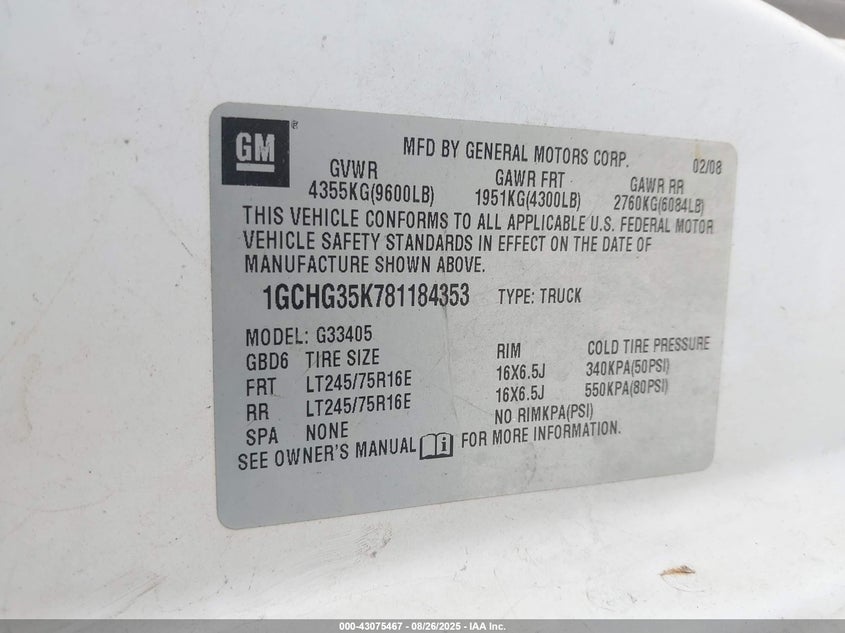 GM ®
MFD BY GENERAL MOTORS CORP. 02/08
GVWR GAWR FRT GAWR RR
4355KG(9600LB) 1951KG(4300LB) 2760KG(6084LB)
THIS VEHICLE CONFORMS TO ALL APPLICABLE U.S. FEDERAL MOTOR
VEHICLE SAFETY STANDARDS IN EFFECT ON THE DATE OF
MANUFACTURE SHOWN ABOVE.
1GCHG35K781184353 TYPE: TRUCK
MODEL: G33405
GBD6 TIRE SIZE RIM COLD TIRE PRESSURE
FRT LT245/75R16E 16X6.5J 340KPA(50PSI)
RR LT245/75R16E 16X6.5J 550KPA(80PSI)
SPA NONE NO RIMKPA(PSI)
SEE OWNER'S MANUAL i FOR MORE INFORMATION.
000-43075467 - 08/26/2025 - IAA Inc.